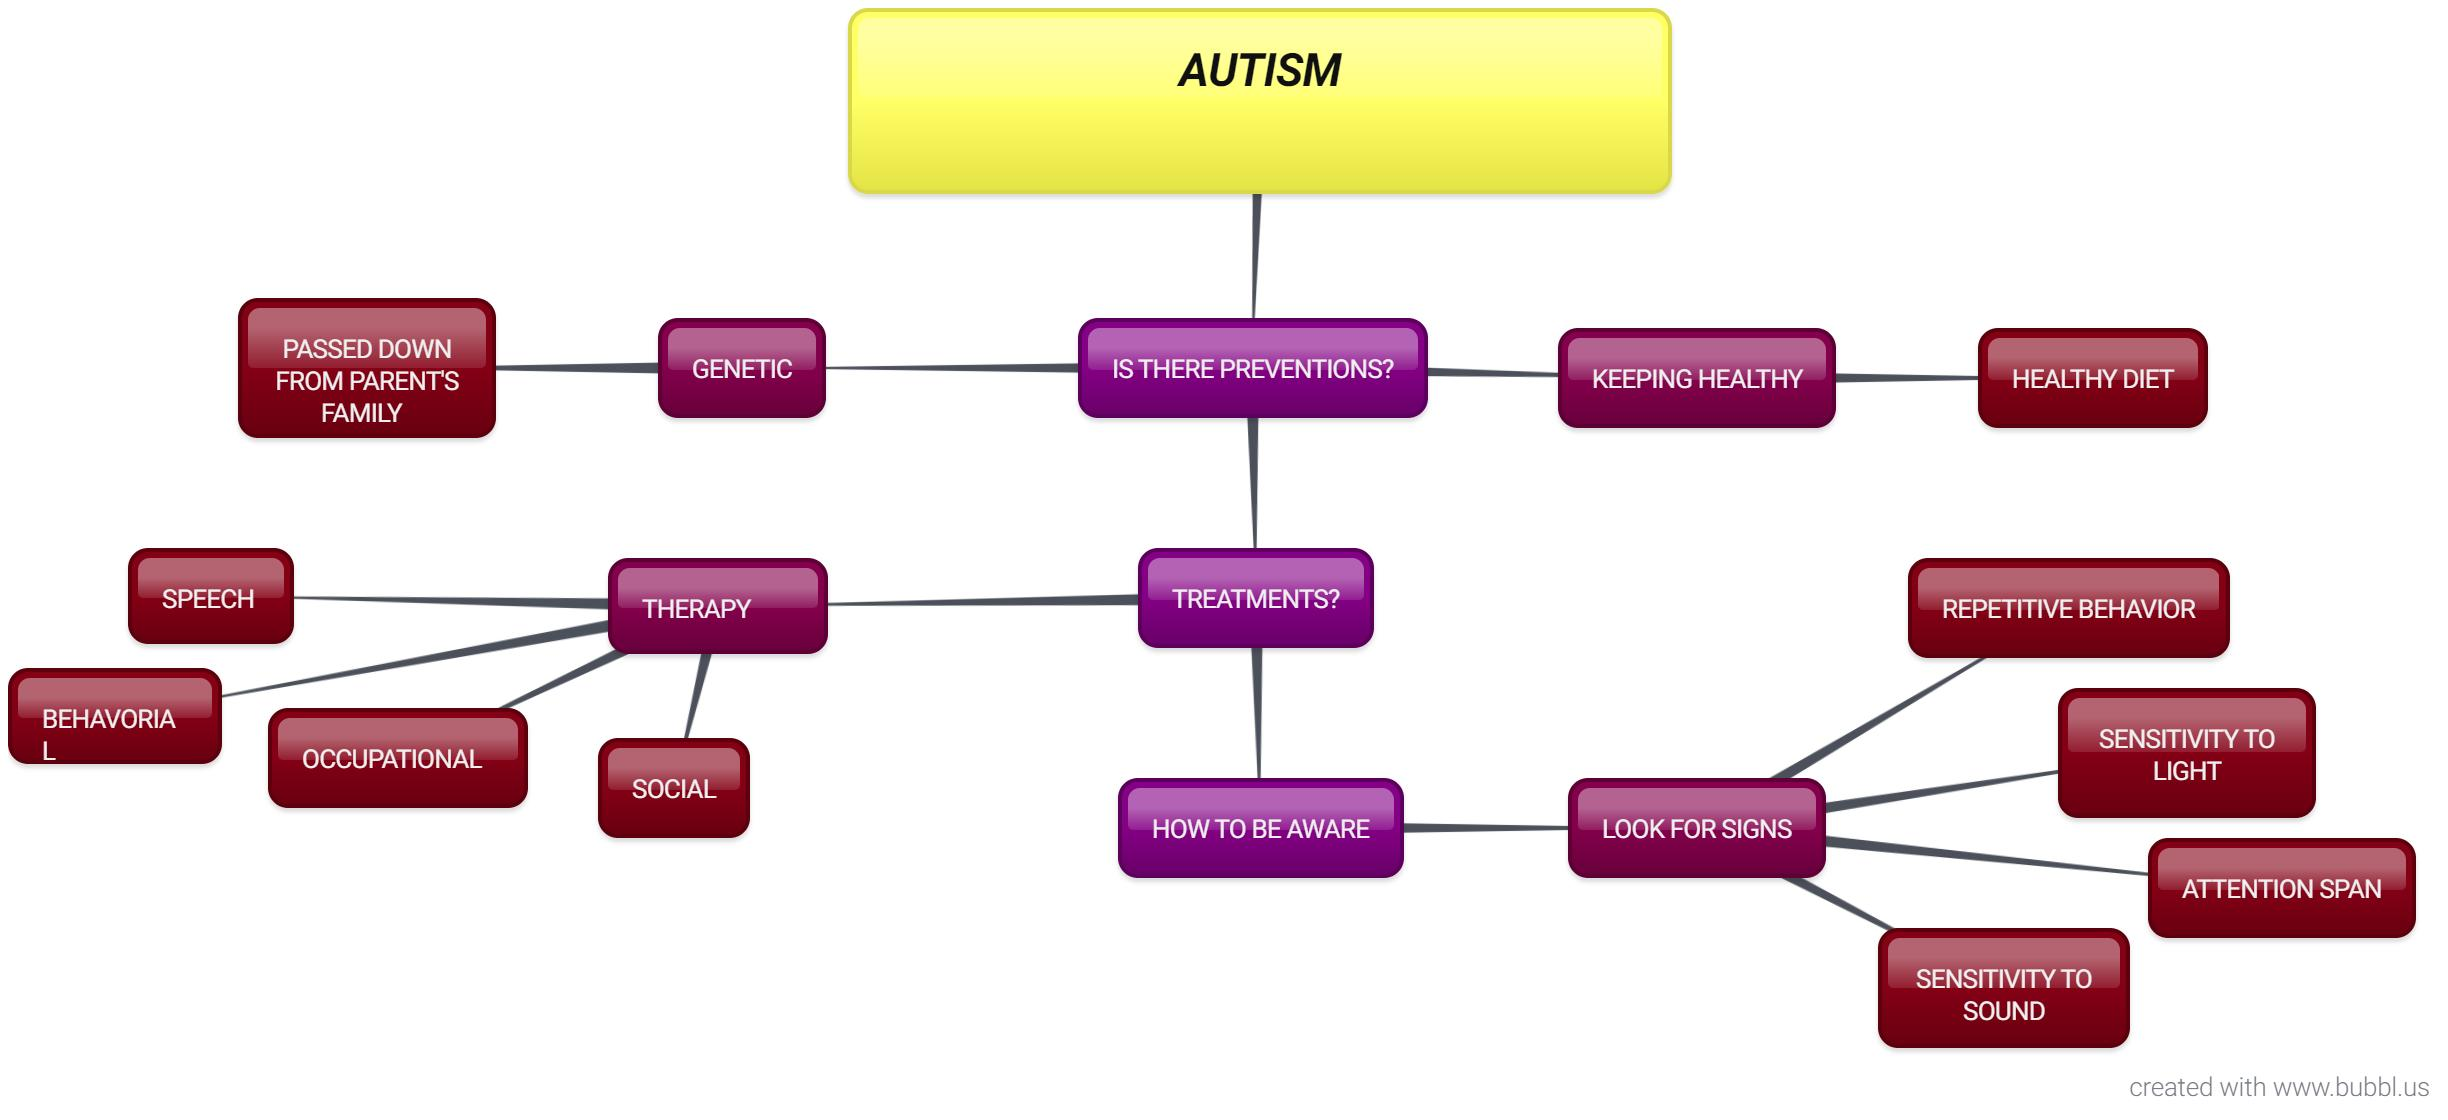 AUTISM
PASSED DOWN
FROM PARENT'S
FAMILY
GENETIC
IS THERE PREVENTIONS?
KEEPING HEALTHY
HEALTHY DIET
SPEECH
THERAPY
TREATMENTS?
REPETITIVE BEHAVIOR
BEHAVORIA
L
OCCUPATIONAL
SOCIAL
SENSITIVITY TO
LIGHT
HOW TO BE AWARE
LOOK FOR SIGNS
ATTENTION SPAN
SENSITIVITY TO
SOUND
created with www.bubbl.us